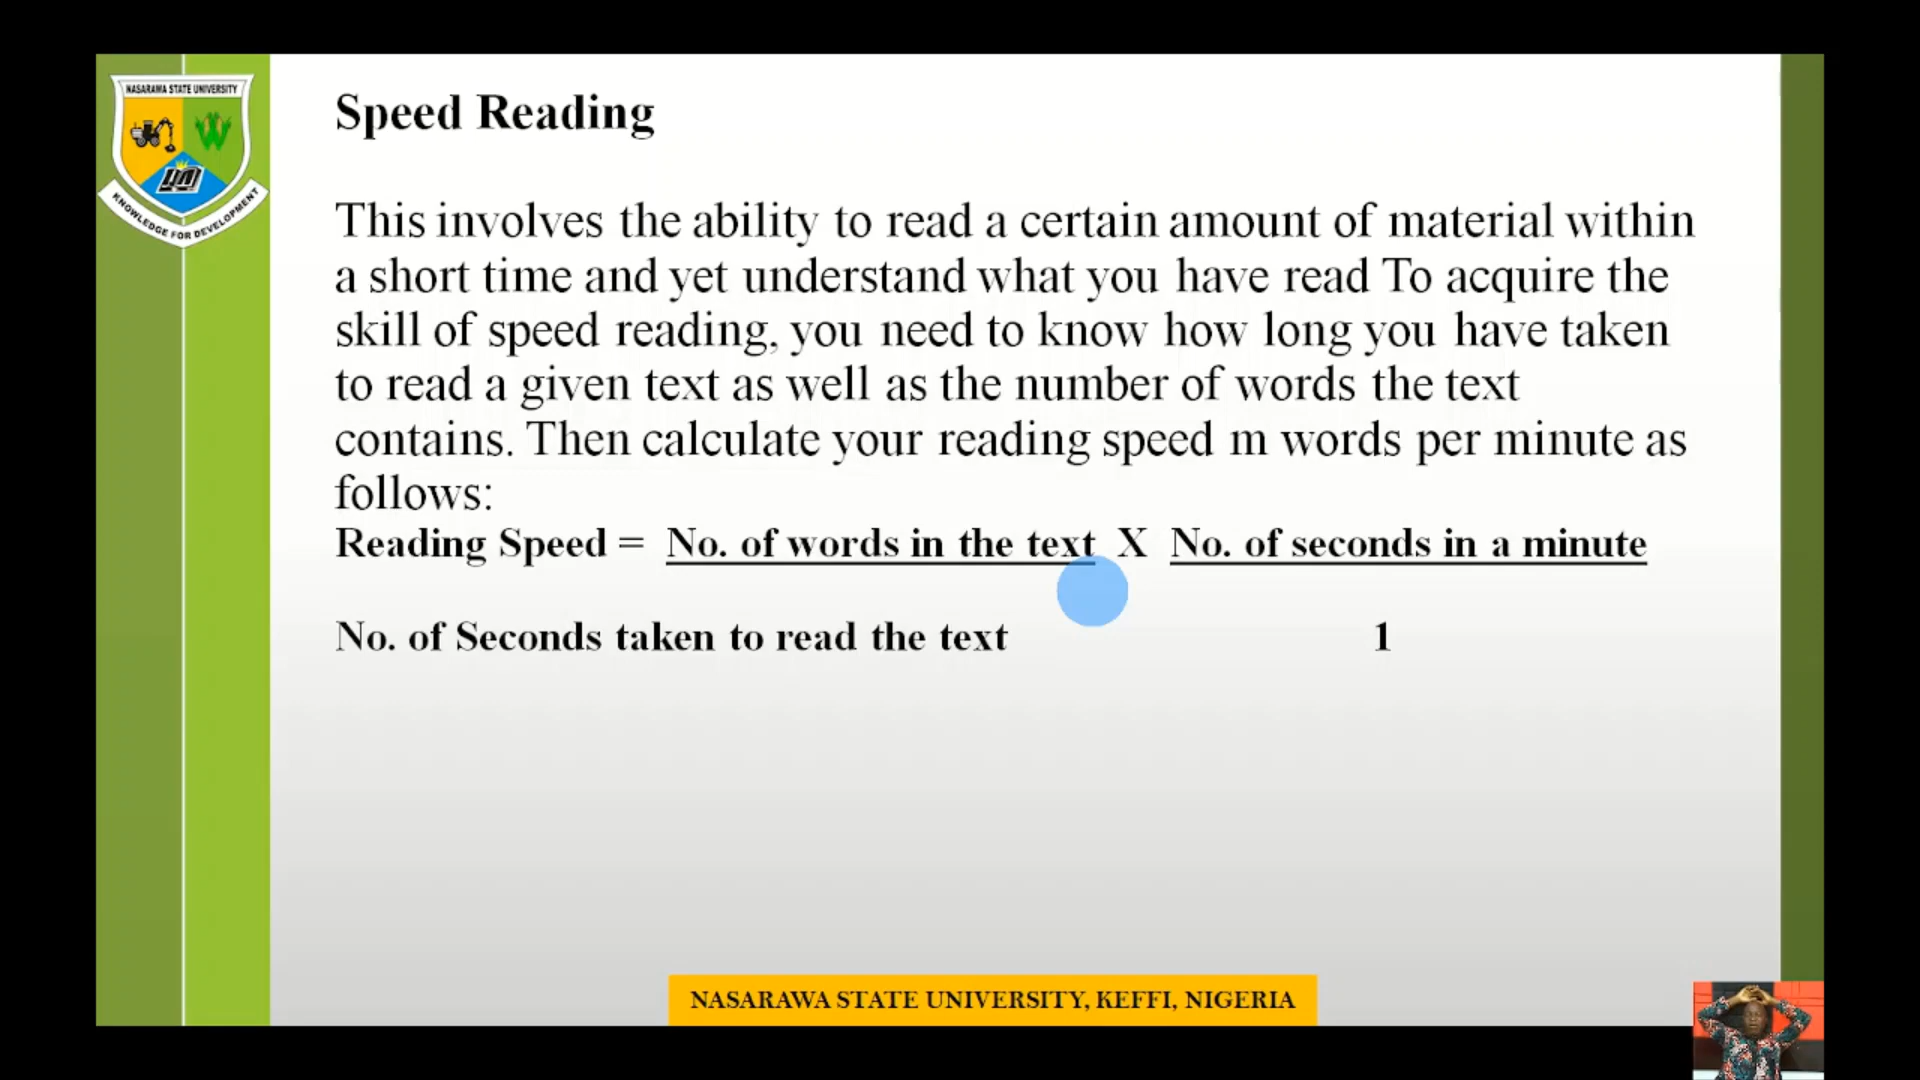 NASARAWA STATE UNIVERSITY
KNOWLEDGE FOR DEVELOPMENT
Speed Reading
This involves the ability to read a certain amount of material within
a short time and yet understand what you have read To acquire the
skill of speed reading, you need to know how long you have taken
to read a given text as well as the number of words the text
contains. Then calculate your reading speed m words per minute as
follows:
Reading Speed = No. of words in the text X No. of seconds in a minute
No. of Seconds taken to read the text 1
NASARAWA STATE UNIVERSITY, KEFFI, NIGERIA